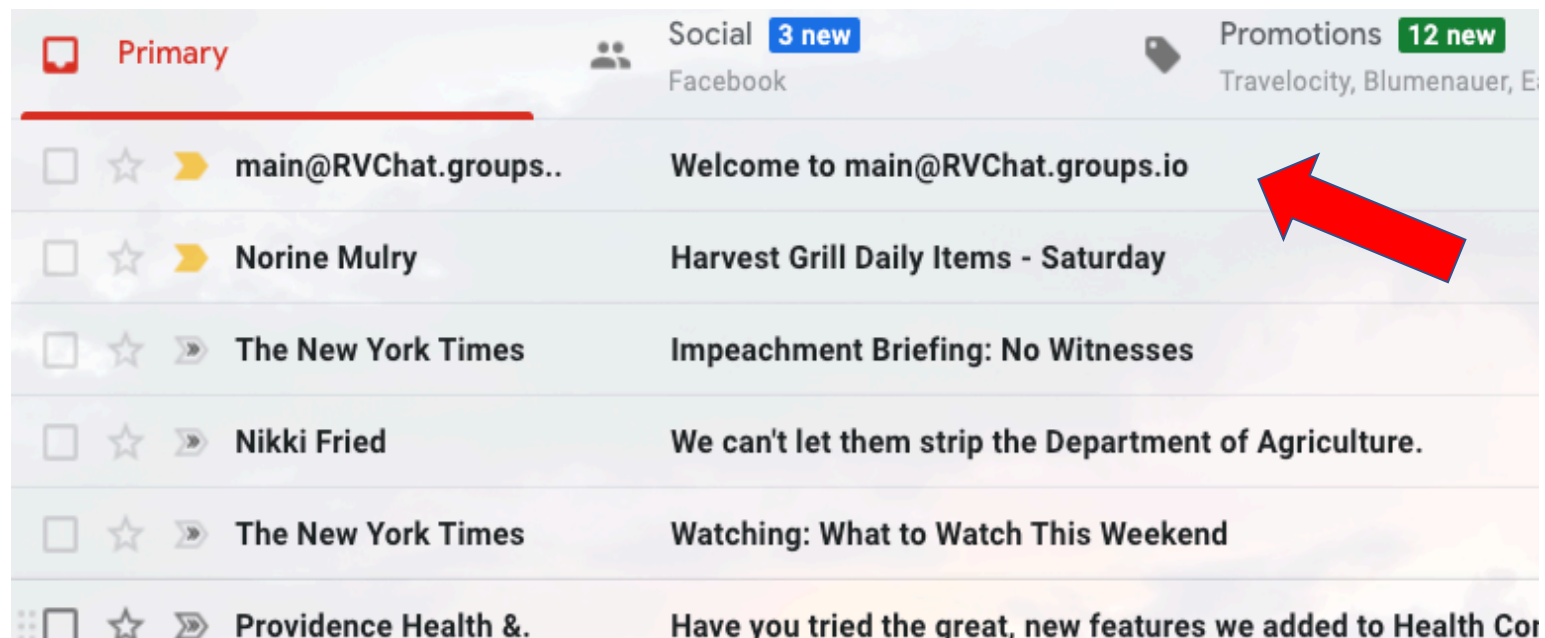 Primary
Social 3 new
Facebook
Promotions 12 new
Travelocity, Blumenauer,
main@RVChat.groups.. Welcome to main@RVChat.groups.io
Norine Mulry Harvest Grill Daily Items - Saturday
The New York Times Impeachment Briefing: No Witnesses
Nikki Fried We can't let them strip the Department of Agriculture.
The New York Times Watching: What to Watch This Weekend
Providence Health &. Have you tried the great, new features we added to Health